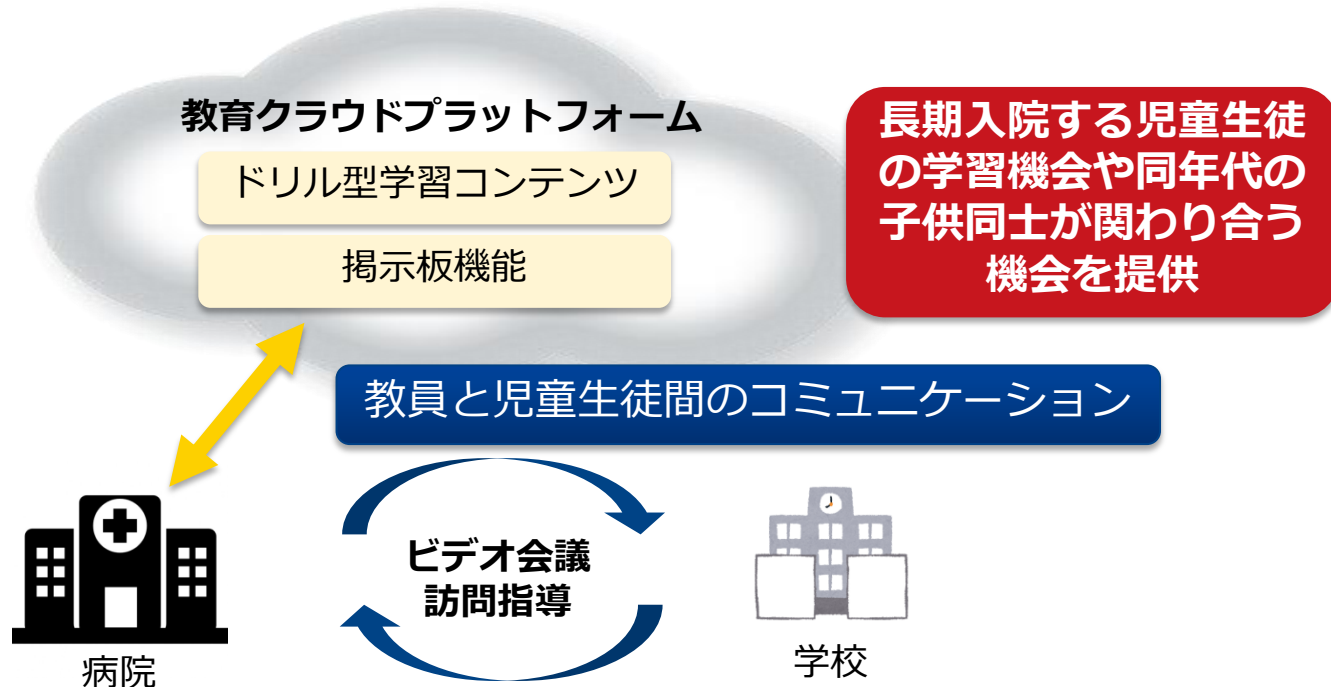 教育クラウドプラットフォーム
ドリル型学習コンテンツ
掲示板機能
長期入院する児童生徒
の学習機会や同年代の
子供同士が関わり合う
機会を提供
教員と児童生徒間のコミュニケーション
ビデオ会議
訪問指導
病院
学校